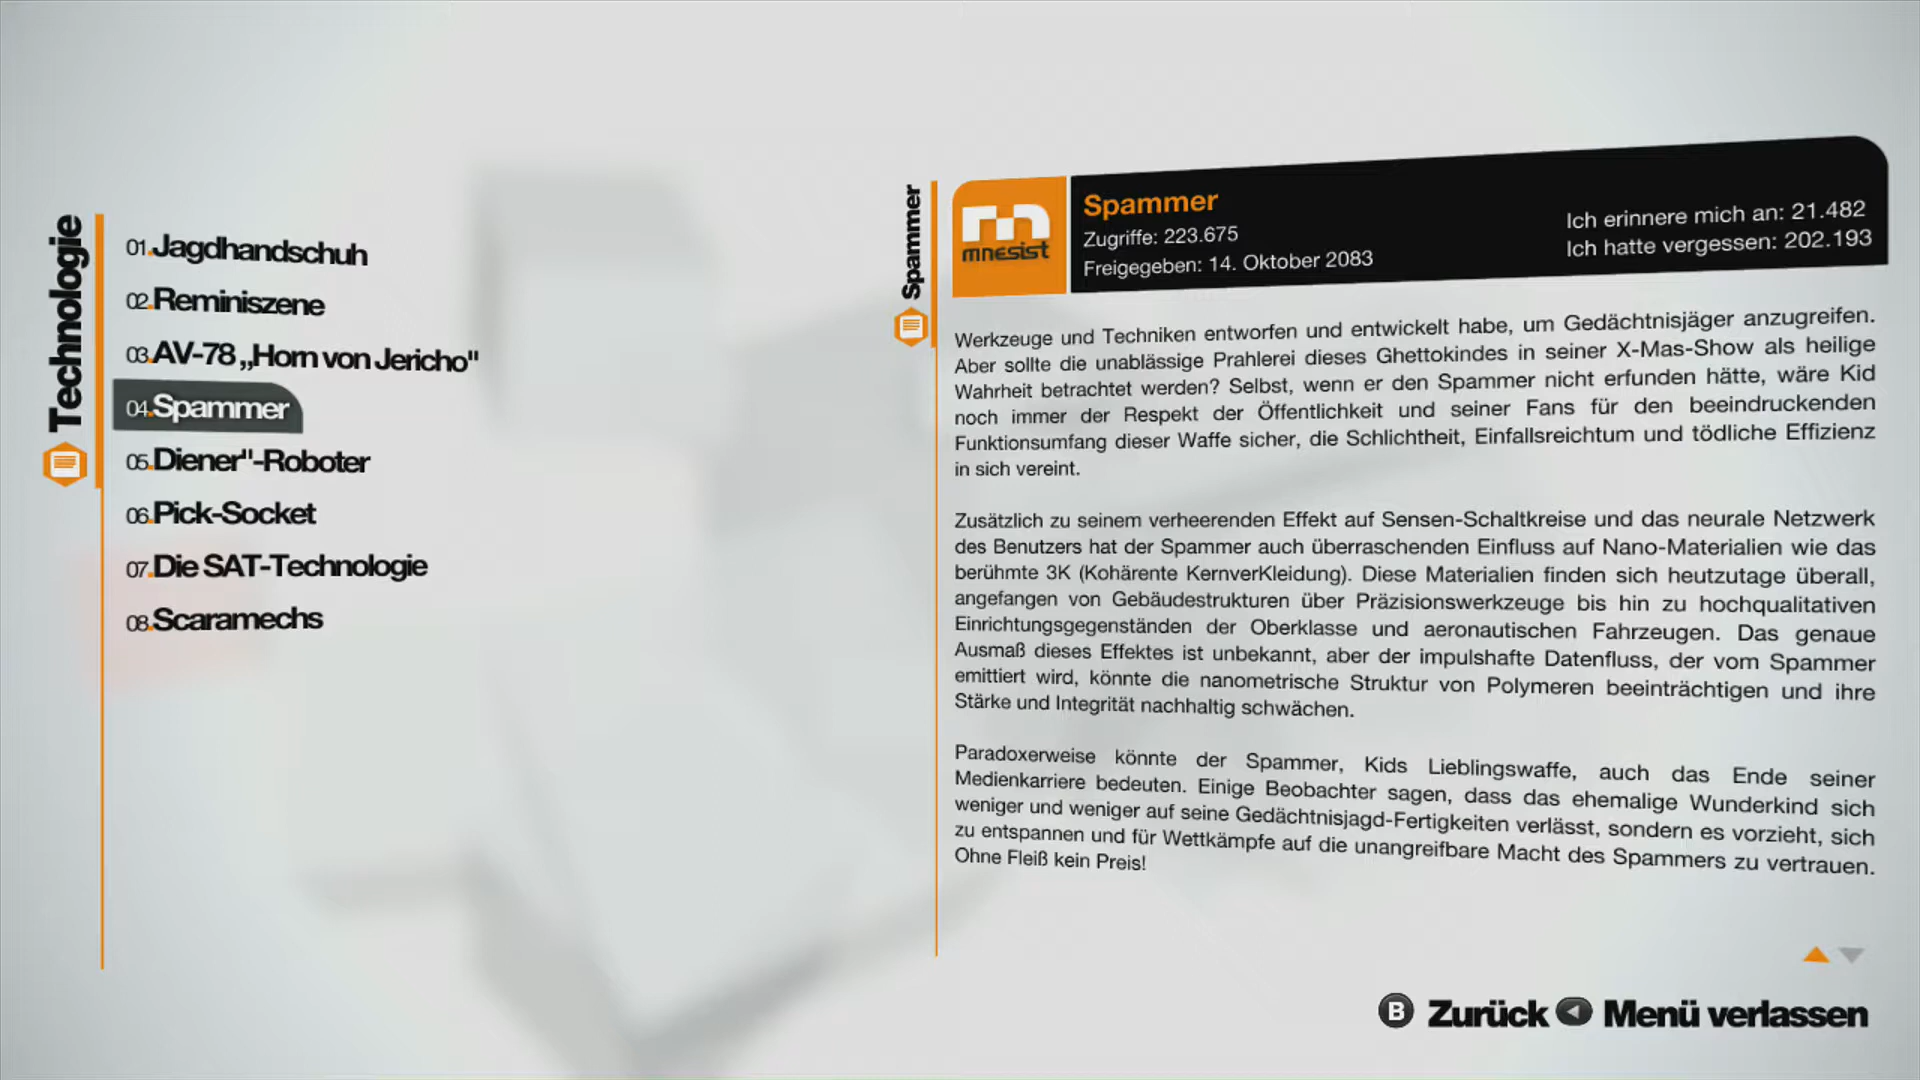 Technologie
01.Jagdhandschuh
02.Reminiszene
03.AV-78 „Horn von Jericho"
04.Spammer
05.Diener"-Roboter
06.Pick-Socket
07.Die SAT-Technologie
08.Scaramechs
Spammer
mnesist
Spammer
Zugriffe: 223.675
Freigegeben: 14. Oktober 2083
Ich erinnere mich an: 21.482
Ich hatte vergessen: 202.193
Werkzeuge und Techniken entworfen und entwickelt habe, um Gedächtnisjäger anzugreifen.
Aber sollte die unablässige Prahlerei dieses Ghettokindes in seiner X-Mas-Show als heilige
Wahrheit betrachtet werden? Selbst, wenn er den Spammer nicht erfunden hätte, wäre Kid
noch immer der Respekt der Öffentlichkeit und seiner Fans für den beeindruckenden
Funktionsumfang dieser Waffe sicher, die Schlichtheit, Einfallsreichtum und tödliche Effizienz
in sich vereint.
Zusätzlich zu seinem verheerenden Effekt auf Sensen-Schaltkreise und das neurale Netzwerk
des Benutzers hat der Spammer auch überraschenden Einfluss auf Nano-Materialien wie das
berühmte 3K (Kohärente KernverKleidung). Diese Materialien finden sich heutzutage überall,
angefangen von Gebäudestrukturen über Präzisionswerkzeuge bis hin zu hochqualitativen
Einrichtungsgegenständen der Oberklasse und aeronautischen Fahrzeugen. Das genaue
Ausmaß dieses Effektes ist unbekannt, aber der impulshafte Datenfluss, der vom Spammer
emittiert wird, könnte die nanometrische Struktur von Polymeren beeinträchtigen und ihre
Stärke und Integrität nachhaltig schwächen.
Paradoxerweise könnte der Spammer, Kids Lieblingswaffe, auch das Ende seiner
Medienkarriere bedeuten. Einige Beobachter sagen, dass das ehemalige Wunderkind sich
weniger und weniger auf seine Gedächtnisjagd-Fertigkeiten verlässt, sondern es vorzieht, sich
zu entspannen und für Wettkämpfe auf die unangreifbare Macht des Spammers zu vertrauen.
Ohne Fleiß kein Preis!
B Zurück Menü verlassen